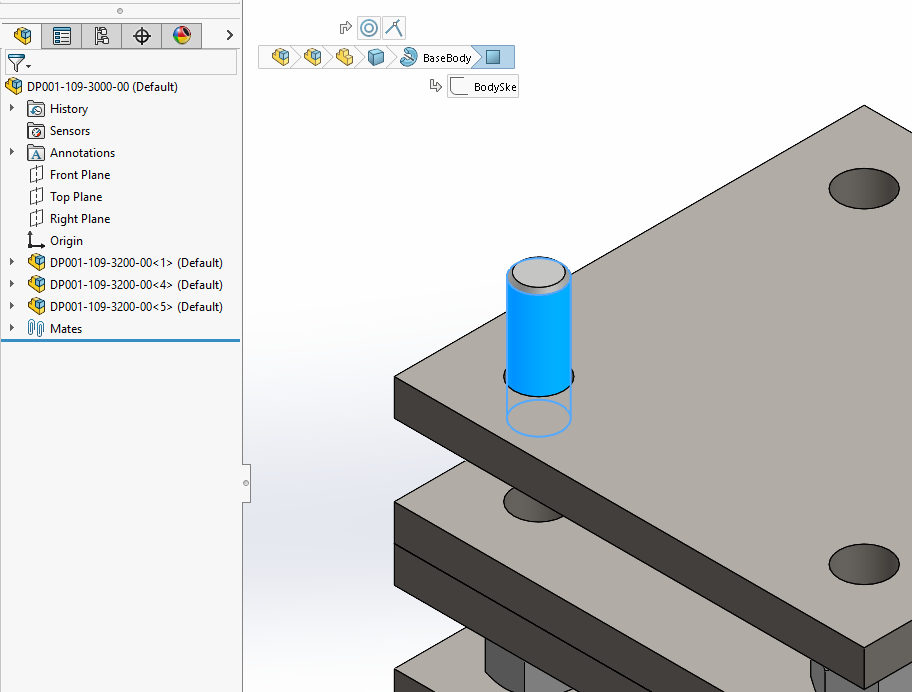 BaseBody
BodySke
DP001-109-3000-00 (Default)
History
Sensors
A Annotations
Front Plane
Top Plane
Right Plane
Origin
DP001-109-3200-00<1> (Default)
DP001-109-3200-00<4> (Default)
DP001-109-3200-00<5> (Default)
Mates